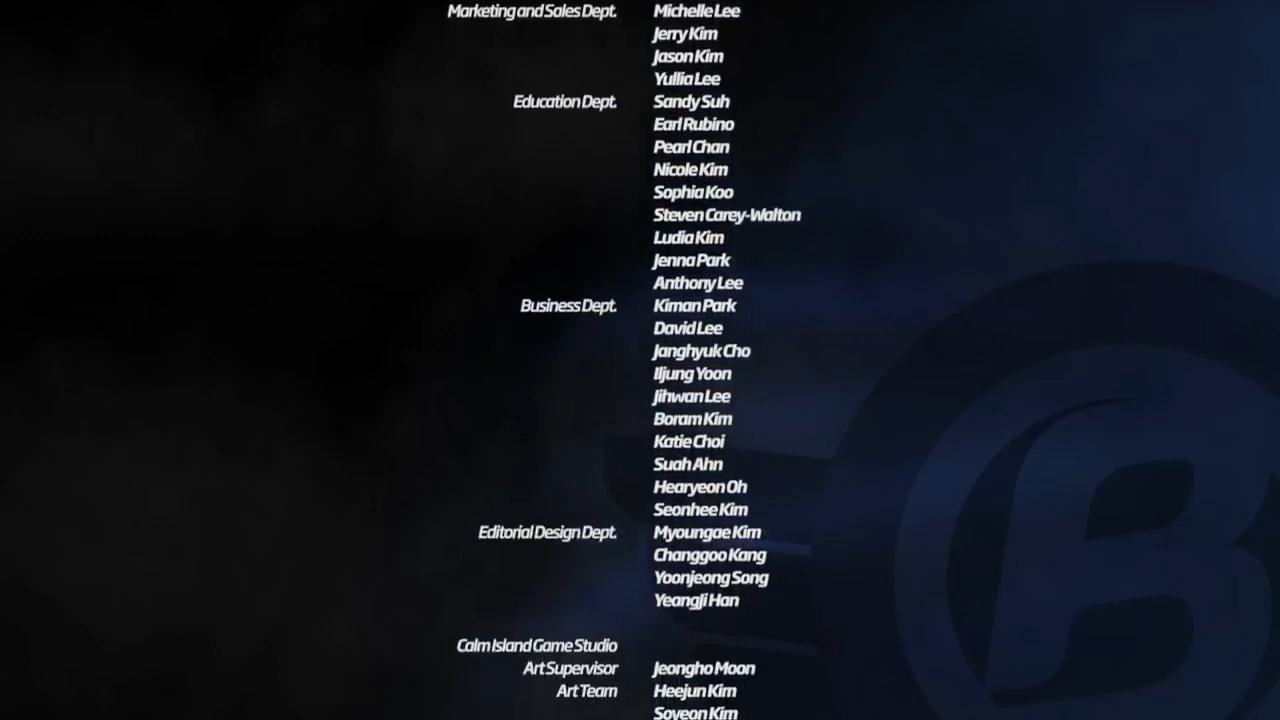 Marketing and Sales Dept. Michelle Lee
Jerry Kim
Jason Kim
Yullia Lee
Education Dept. Sandy Suh
Earl Rubino
Pearl Chan
Nicole Kim
Sophia Koo
Steven Carey-Walton
Ludia Kim
Jenna Park
Anthony Lee
Business Dept. Kiman Park
David Lee
Janghyuk Cho
Iljung Yoon
Jihwan Lee
Boram Kim
Katie Choi
Suah Ahn
Hearyeon Oh
Seonhee Kim
Editorial Design Dept. Myoungae Kim
Changgoo Kang
Yoonjeong Song
YeangJi Han
Calm Island Game Studio
Art Supervisor Jeongho Moon
Art Team Heejun Kim
Soyeon Kim
B